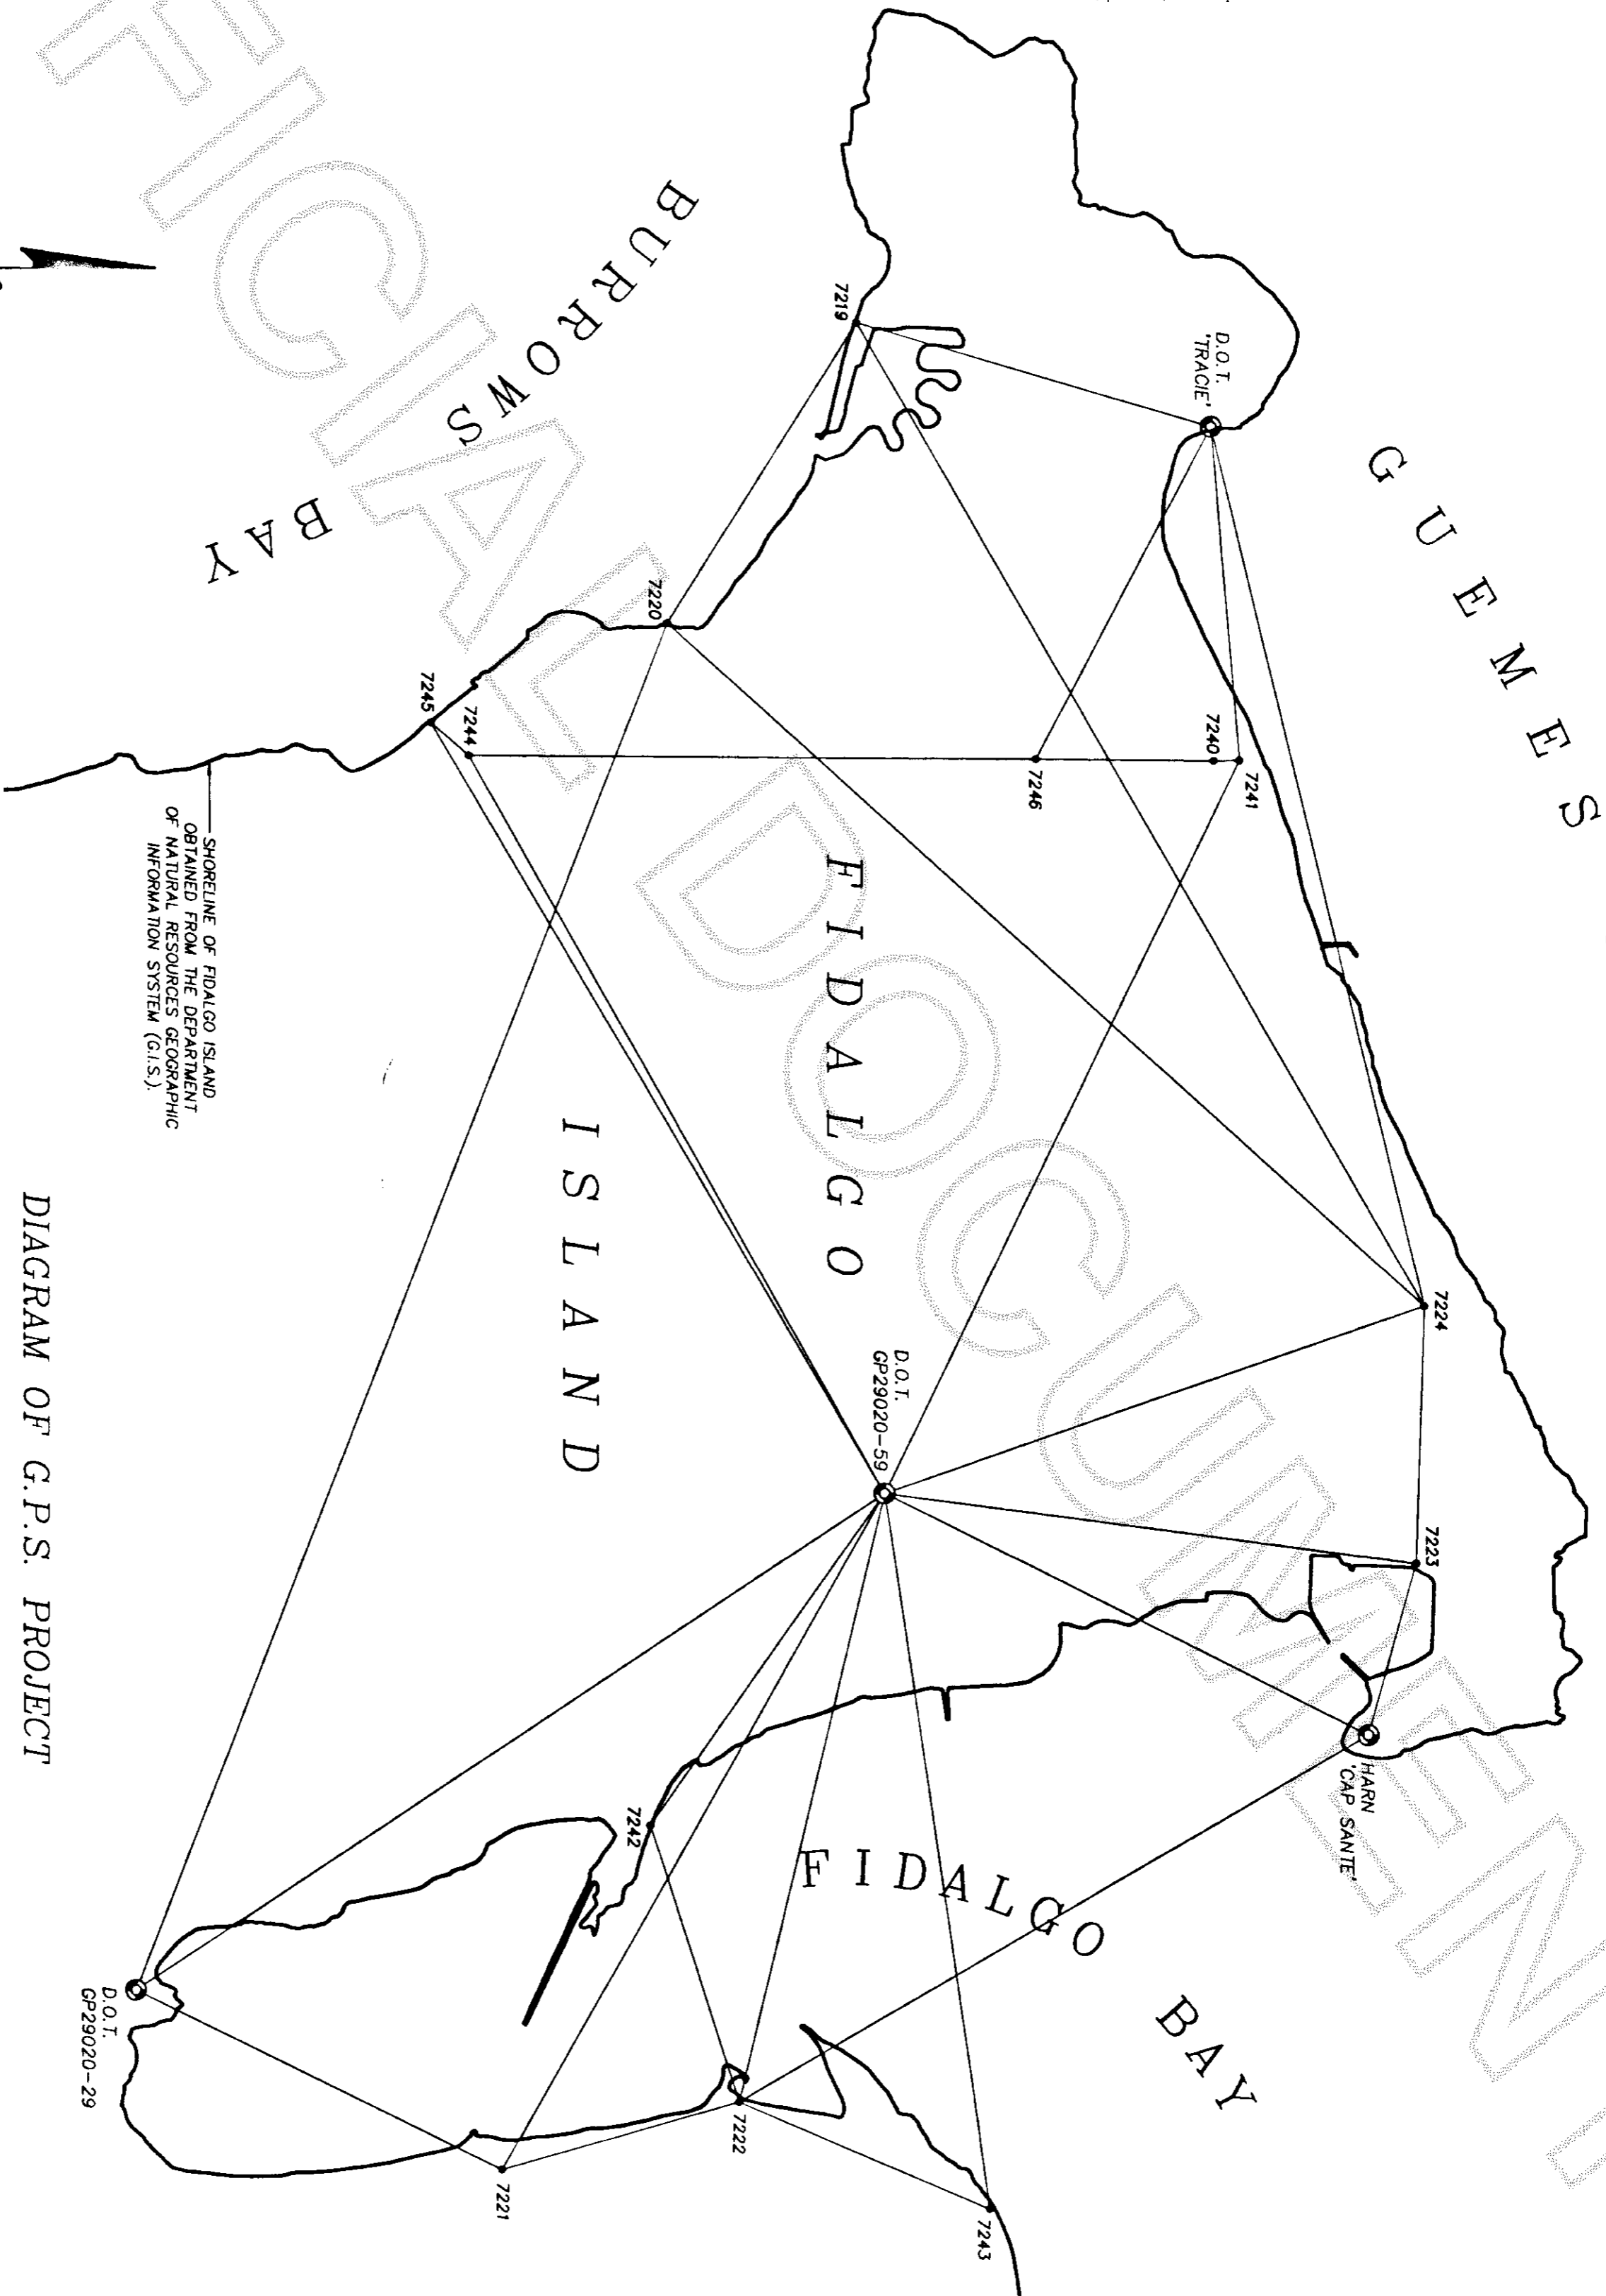 GUEMES
BURROWS
BAY
D.O.T.
"TRACIE"
7219
7220
7245
7244
7246
7240
7241
7224
7223
HARN
"CAP SANTE"
FIDALGO
ISLAND
D.O.T.
GP29020-59
FIDALGO
BAY
7242
7222
7243
7221
D.O.T.
GP29020-29
SHORELINE OF FIDALGO ISLAND
OBTAINED FROM THE DEPARTMENT
OF NATURAL RESOURCES GEOGRAPHIC
INFORMATION SYSTEM (G.I.S.).
DIAGRAM OF G.P.S. PROJECT
FICIAL DOCUMENT